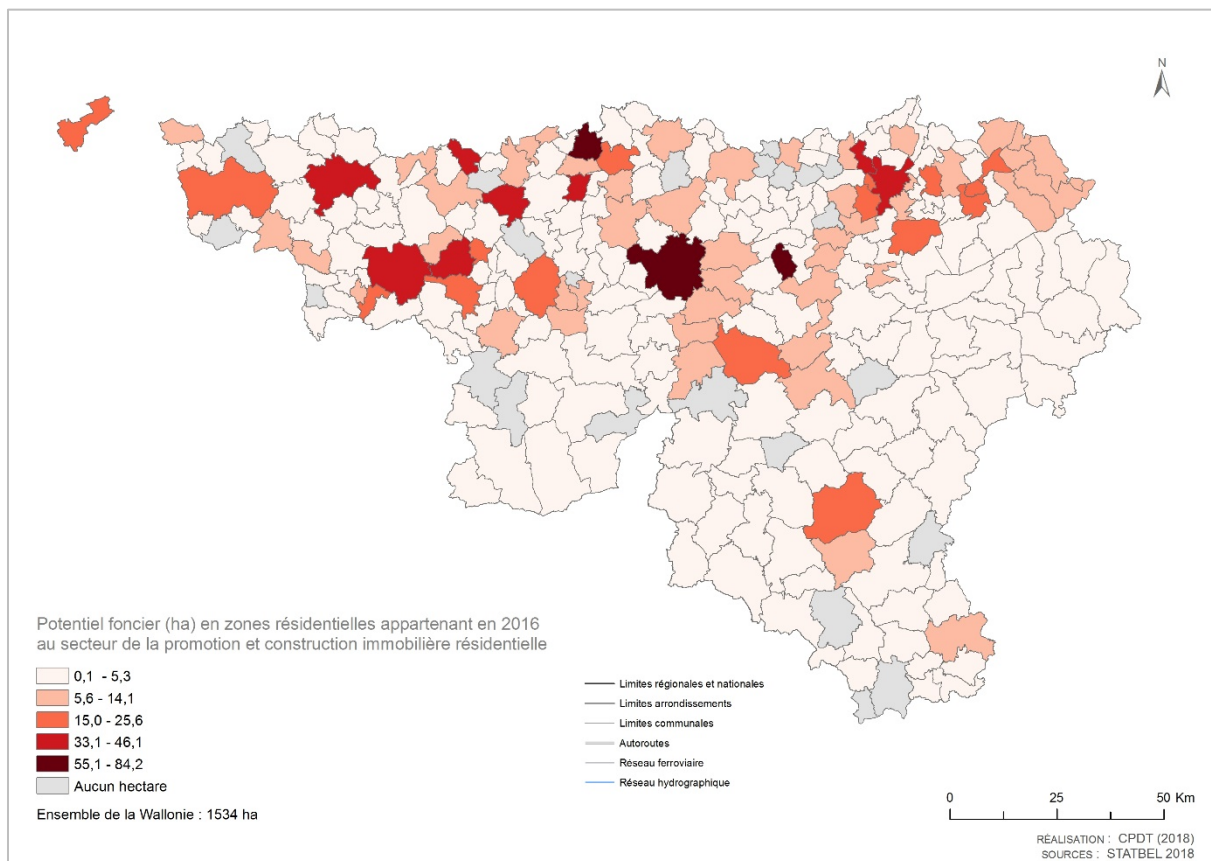 N
Potentiel foncier (ha) en zones résidentielles appartenant en 2016
au secteur de la promotion et construction immobilière résidentielle
0,1 - 5,3
5,6 - 14,1
15,0 - 25,6
33,1 - 46,1
55,1 - 84,2
Aucun hectare
Ensemble de la Wallonie : 1534 ha
Limites régionales et nationales
Limites arrondissements
Limites communales
Autoroutes
Réseau ferroviaire
Réseau hydrographique
0 25 50 Km
RÉALISATION : CPDT (2018)
SOURCES : STATBEL 2018